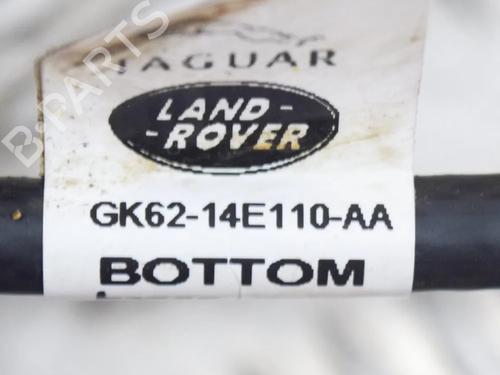 JAGUAR
LAND-
-ROVER
GK62-14E110-AA
BOTTOM
B-PARTS